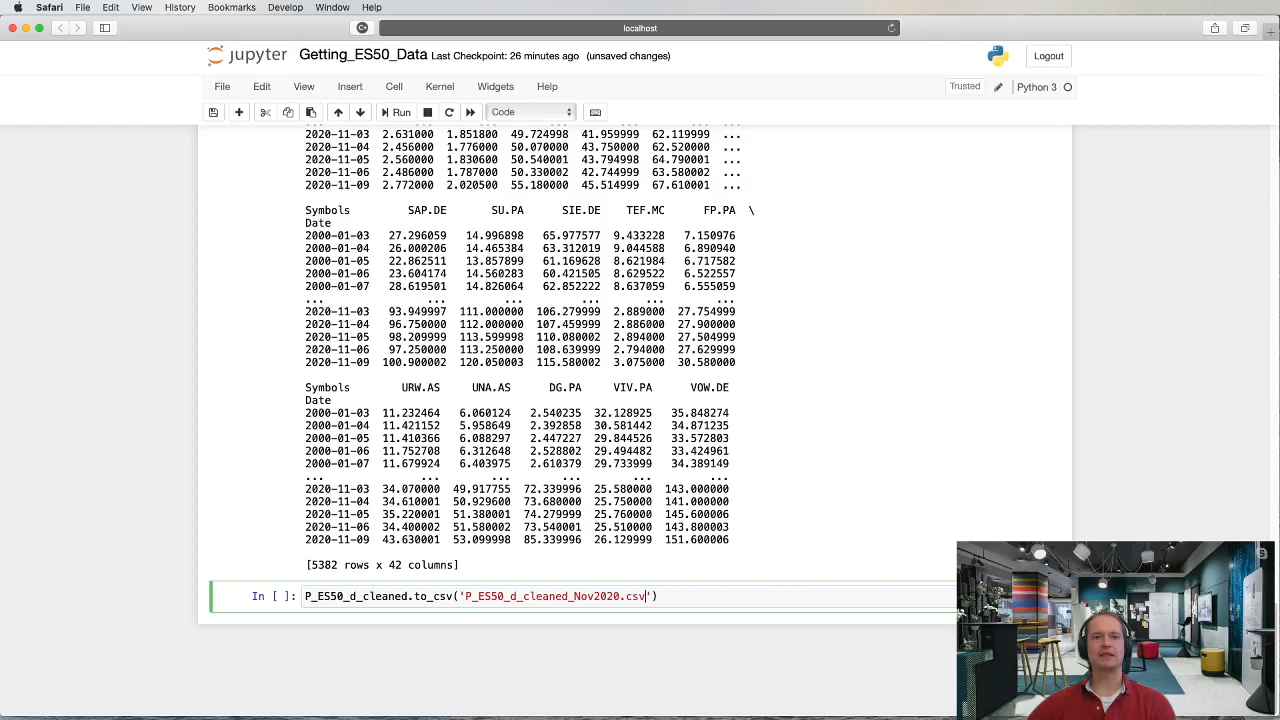 Safari File Edit View History Bookmarks Develop Window Help
localhost
jupyter Getting_ES50_Data Last Checkpoint: 26 minutes ago (unsaved changes) Logout
File Edit View Insert Cell Kernel Widgets Help Trusted Python 3
Run Code
2020-11-03 2.631000 1.851800 49.724998 41.959999 62.119999 ...
2020-11-04 2.456000 1.776000 50.070000 43.750000 62.520000 ...
2020-11-05 2.560000 1.830600 50.540001 43.794998 64.790001 ...
2020-11-06 2.486000 1.787000 50.330002 42.744999 63.580002 ...
2020-11-09 2.772000 2.020500 55.180000 45.514999 67.610001 ...
Symbols SAP.DE SU.PA SIE.DE TEF.MC FP.PA \
Date
2000-01-03 27.296059 14.996898 65.977577 9.433228 7.150976
2000-01-04 26.000206 14.465384 63.312019 9.044588 6.890940
2000-01-05 22.862511 13.857899 61.169628 8.621984 6.717582
2000-01-06 23.604174 14.560283 60.421505 8.629522 6.522557
2000-01-07 28.619501 14.826064 62.852222 8.637059 6.555059
... ... ... ... ... ...
2020-11-03 93.949997 111.000000 106.279999 2.889000 27.754999
2020-11-04 96.750000 112.000000 107.459999 2.886000 27.900000
2020-11-05 98.209999 113.599998 110.080002 2.894000 27.504999
2020-11-06 97.250000 113.250000 108.639999 2.794000 27.629999
2020-11-09 100.900002 120.050003 115.580002 3.075000 30.580000
Symbols URW.AS UNA.AS DG.PA VIV.PA VOW.DE
Date
2000-01-03 11.232464 6.060124 2.540235 32.128925 35.848274
2000-01-04 11.421152 5.958649 2.392858 30.581442 34.871235
2000-01-05 11.410366 6.088297 2.447227 29.844526 33.572803
2000-01-06 11.752708 6.312648 2.528802 29.494482 33.424961
2000-01-07 11.679924 6.403975 2.610379 29.733999 34.389149
... ... ... ... ... ...
2020-11-03 34.070000 49.917755 72.339996 25.580000 143.000000
2020-11-04 34.610001 50.929600 73.680000 25.750000 141.000000
2020-11-05 35.220001 51.380001 74.279999 25.760000 145.600006
2020-11-06 34.400002 51.580002 73.540001 25.510000 143.800003
2020-11-09 43.630001 53.099998 85.339996 26.129999 151.600006
[5382 rows x 42 columns]
In [ ]: P_ES50_d_cleaned.to_csv('P_ES50_d_cleaned_Nov2020.csv')